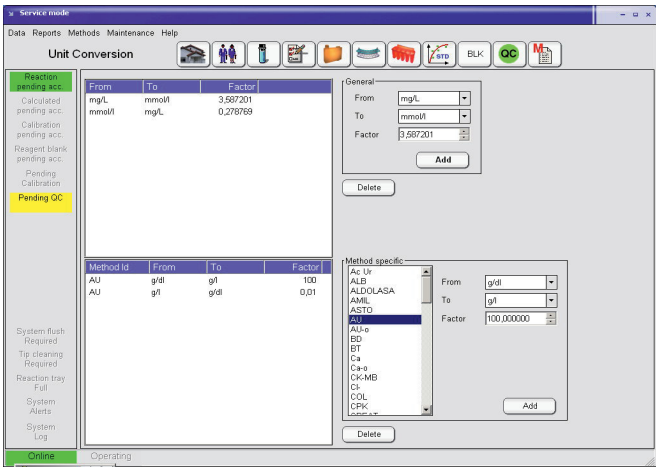 Service mode
Data Reports Methods Maintenance Help
Unit Conversion
STD
BLK
QC
M
Reaction
pending acc.
Calculated
pending acc.
Calibration
pending acc.
Reagent blank
pending acc.
Pending
Calibration
Pending QC
System flush
Required
Tip cleaning
Required
Reaction tray
Full
System
Alerts
System
Log
Online
Operating
From To Factor
mg/L mmol/l 3,587201
mmol/l mg/L 0,278769
General
From mg/L
To mmol/l
Factor 3,587201
Add
Delete
Method Id From To Factor
AU g/dl g/l 100
AU g/l g/dl 0,01
Method specific
Ac Ur
ALB
ALDOLASA
AMIL
ASTO
AU
AU-o
BD
BT
Ca
Ca-o
CK-MB
Cl-
COL
CPK
From g/dl
To g/l
Factor 100,000000
Add
Delete